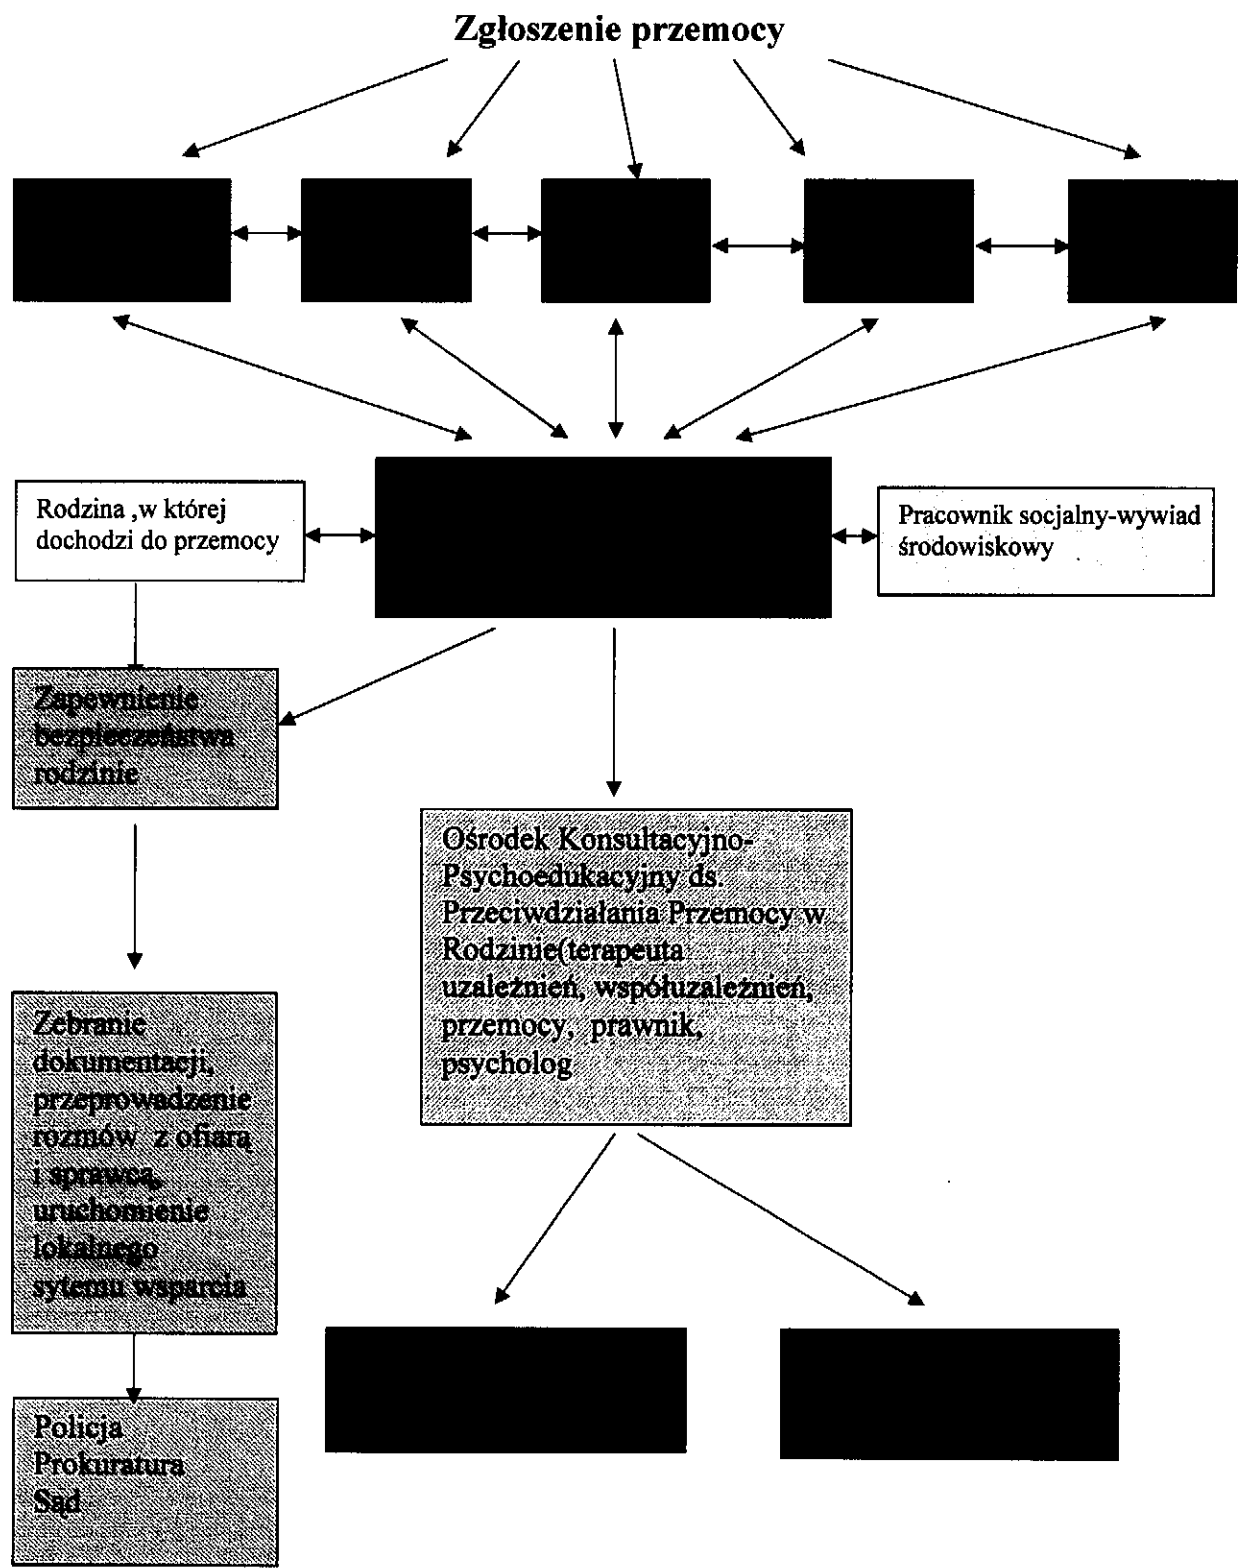 Zgłoszenie przemocy
Rodzina ,w której
dochodzi do przemocy
Pracownik socjalny-wywiad
środowiskowy
Zapewnienie
bezpieczeństwa
rodzinie
Ośrodek Konsultacyjno-
Psychoedukacyjny ds.
Przeciwdziałania Przemocy w
Rodzinie(terapeuta
uzależnień, współuzależnień,
przemocy, prawnik,
psycholog
Zebranie
dokumentacji,
przeprowadzenie
rozmów z ofiarą
i sprawcą,
uruchomienie
lokalnego
sytemu wsparcia
Policja
Prokuratura
Sąd